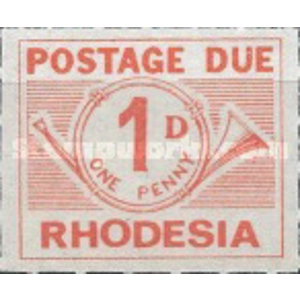 POSTAGE DUE
1D
ONE PENNY
RHODESIA